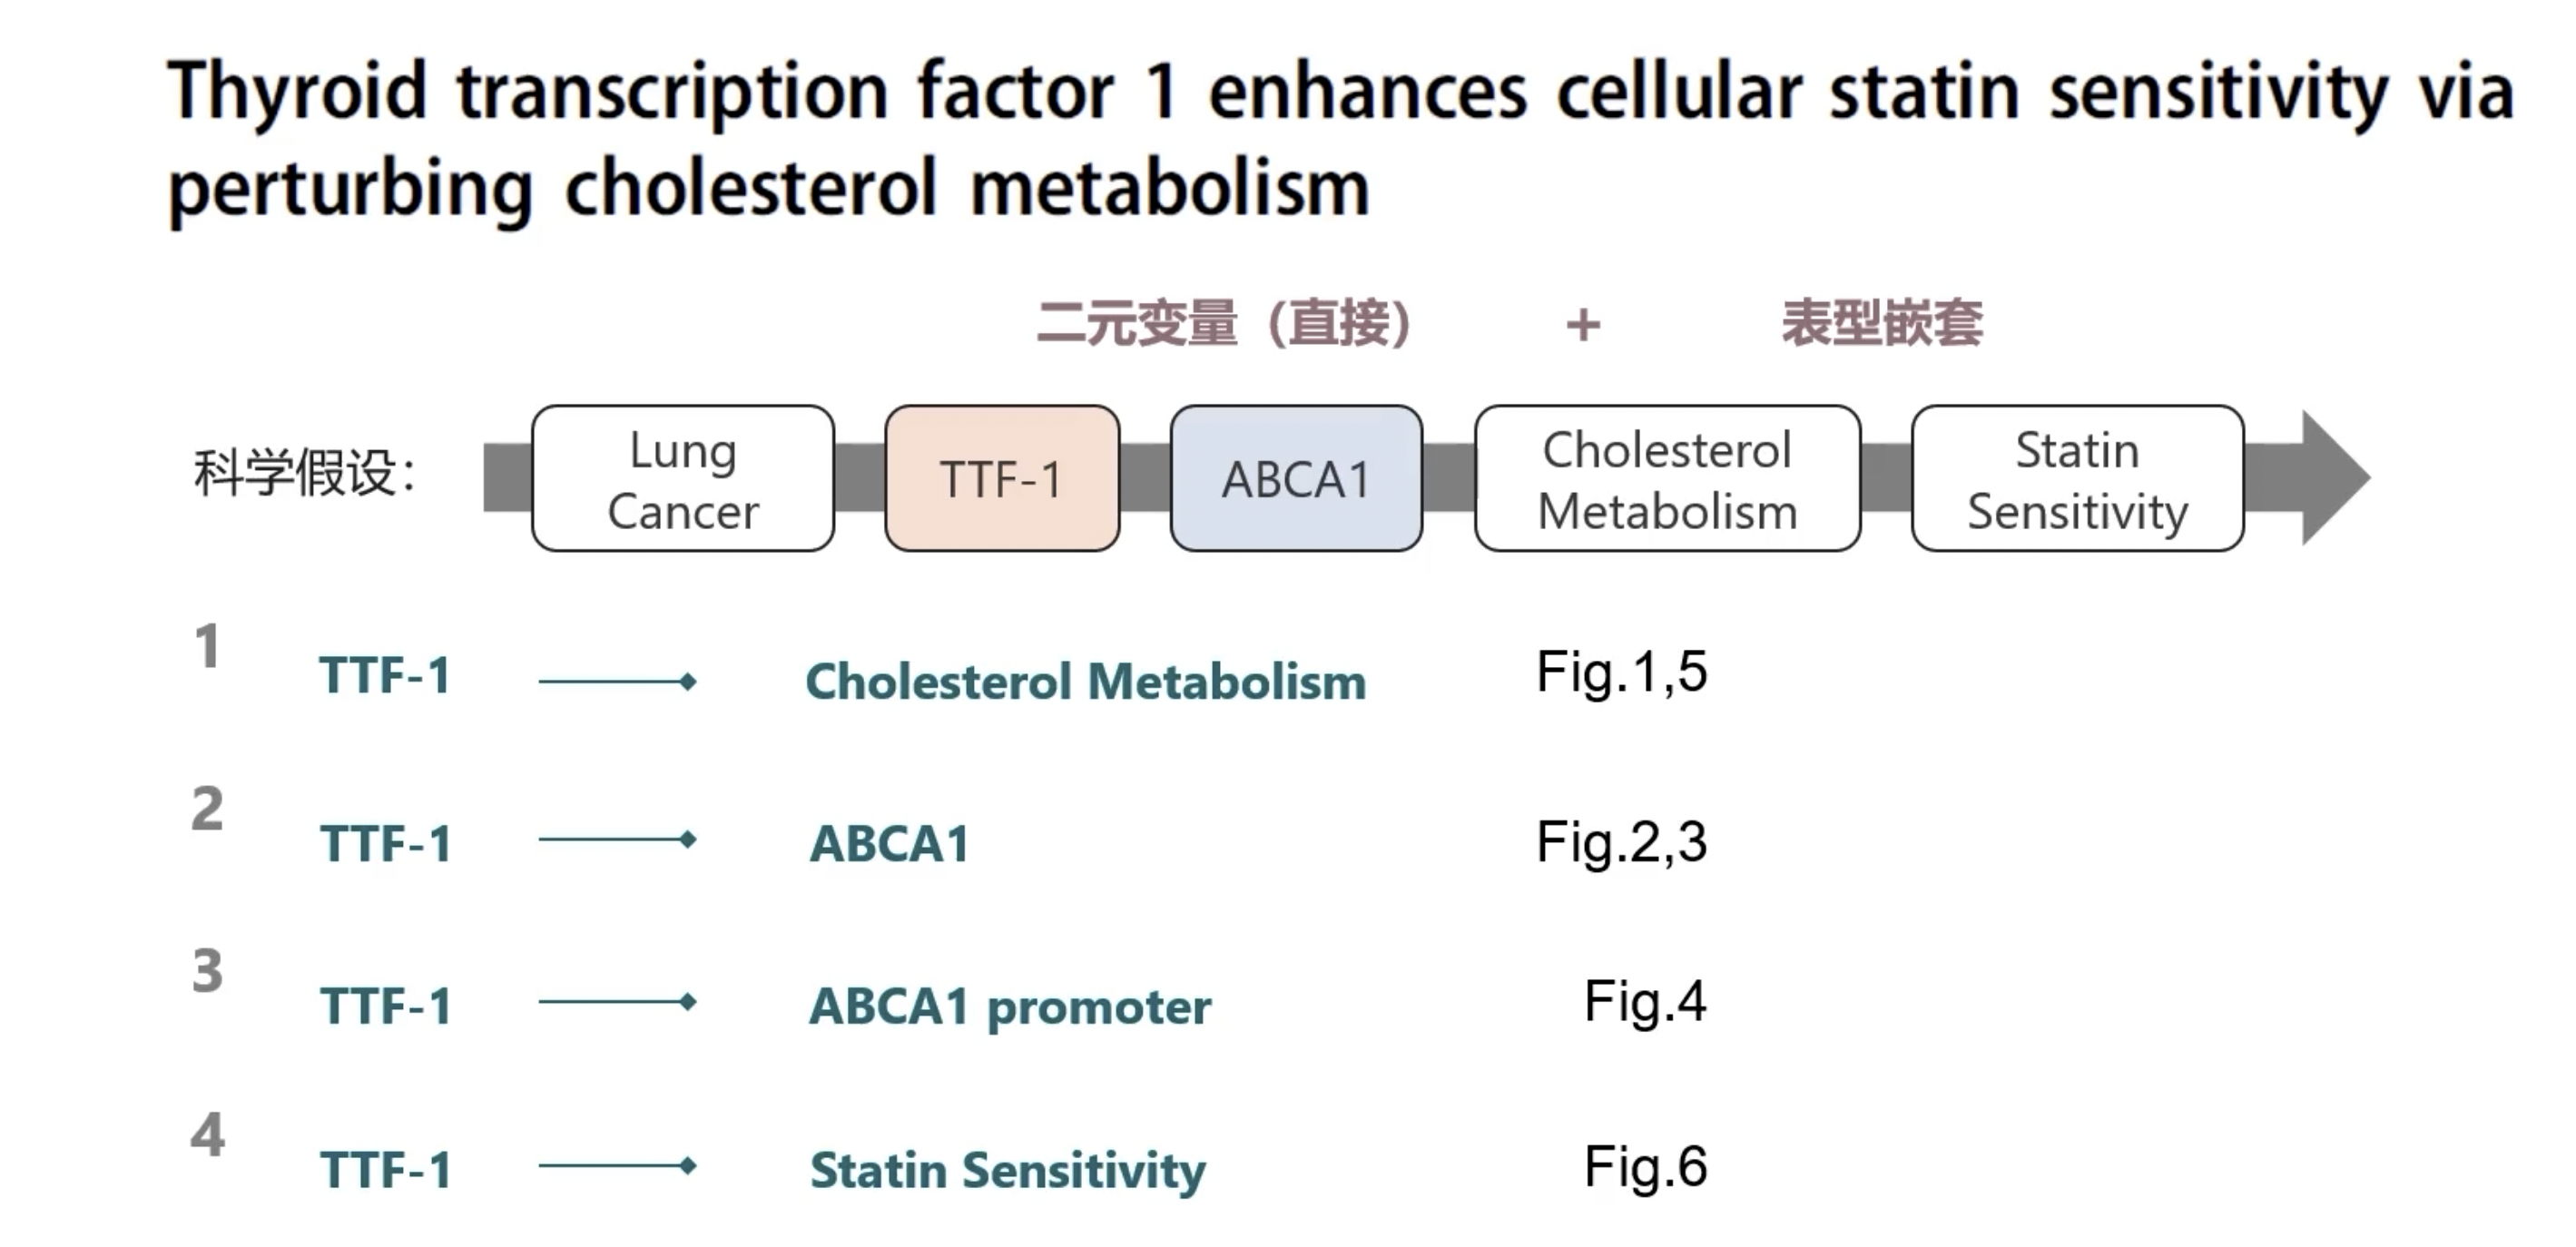 Thyroid transcription factor 1 enhances cellular statin sensitivity via
perturbing cholesterol metabolism
二元变量（直接） + 表型嵌套
科学假设：
Lung
Cancer
TTF-1
ABCA1
Cholesterol
Metabolism
Statin
Sensitivity
1 TTF-1 Cholesterol Metabolism Fig.1,5
2 TTF-1 ABCA1 Fig.2,3
3 TTF-1 ABCA1 promoter Fig.4
4 TTF-1 Statin Sensitivity Fig.6